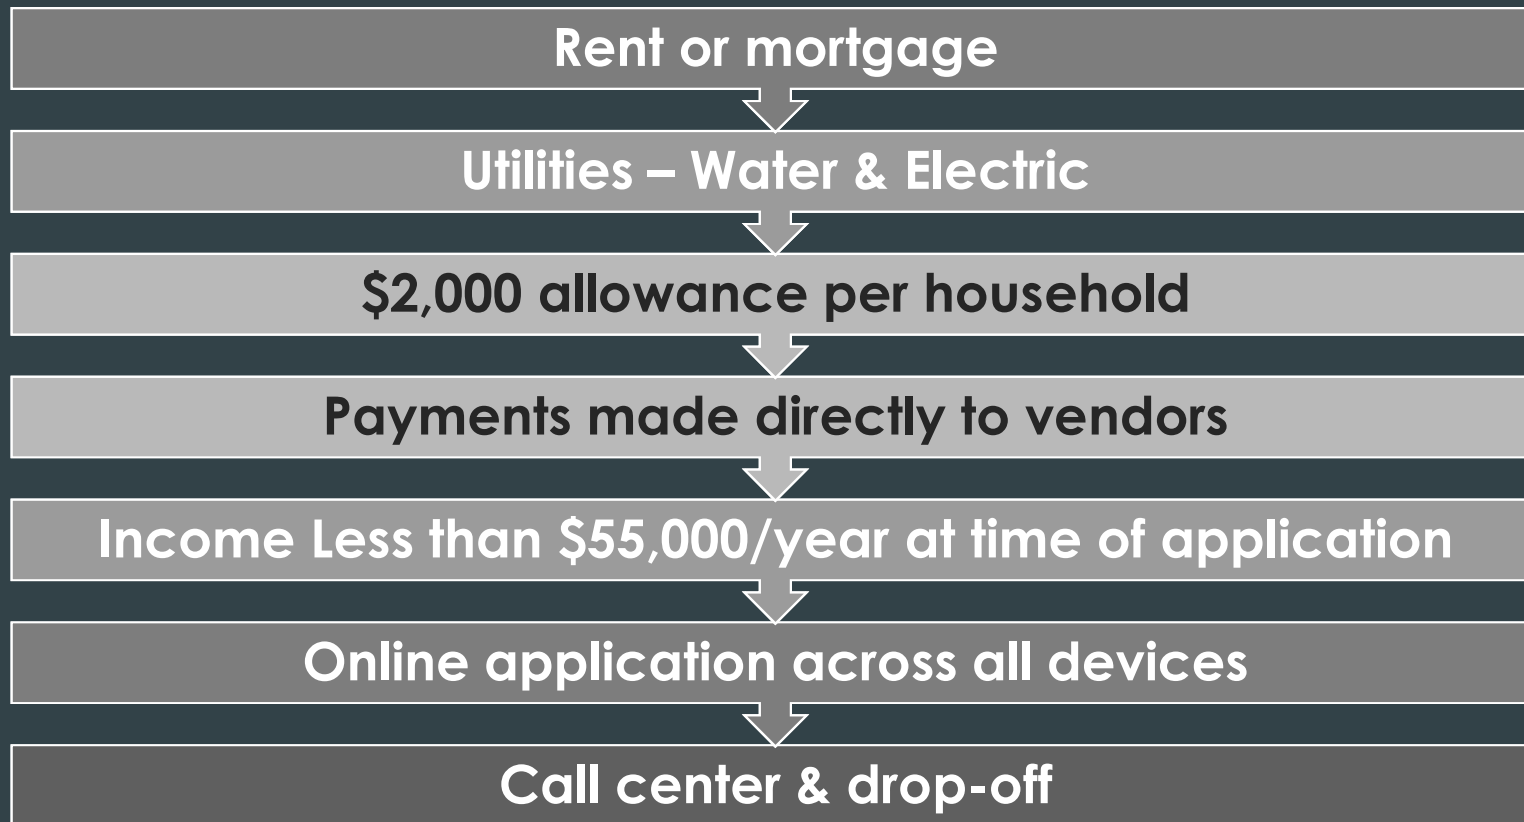 Rent or mortgage
Utilities – Water & Electric
$2,000 allowance per household
Payments made directly to vendors
Income Less than $55,000/year at time of application
Online application across all devices
Call center & drop-off